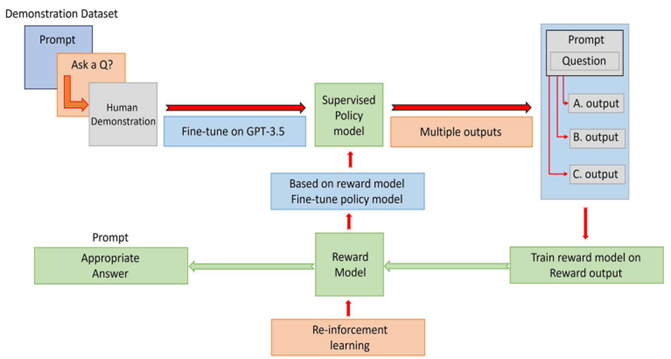 Demonstration Dataset
Prompt
Ask a Q?
Human
Demonstration
Fine-tune on GPT-3.5
Supervised
Policy
model
Multiple outputs
Prompt
Question
A. output
B. output
C. output
Based on reward model
Fine-tune policy model
Prompt
Appropriate
Answer
Reward
Model
Train reward model on
Reward output
Re-inforcement
learning